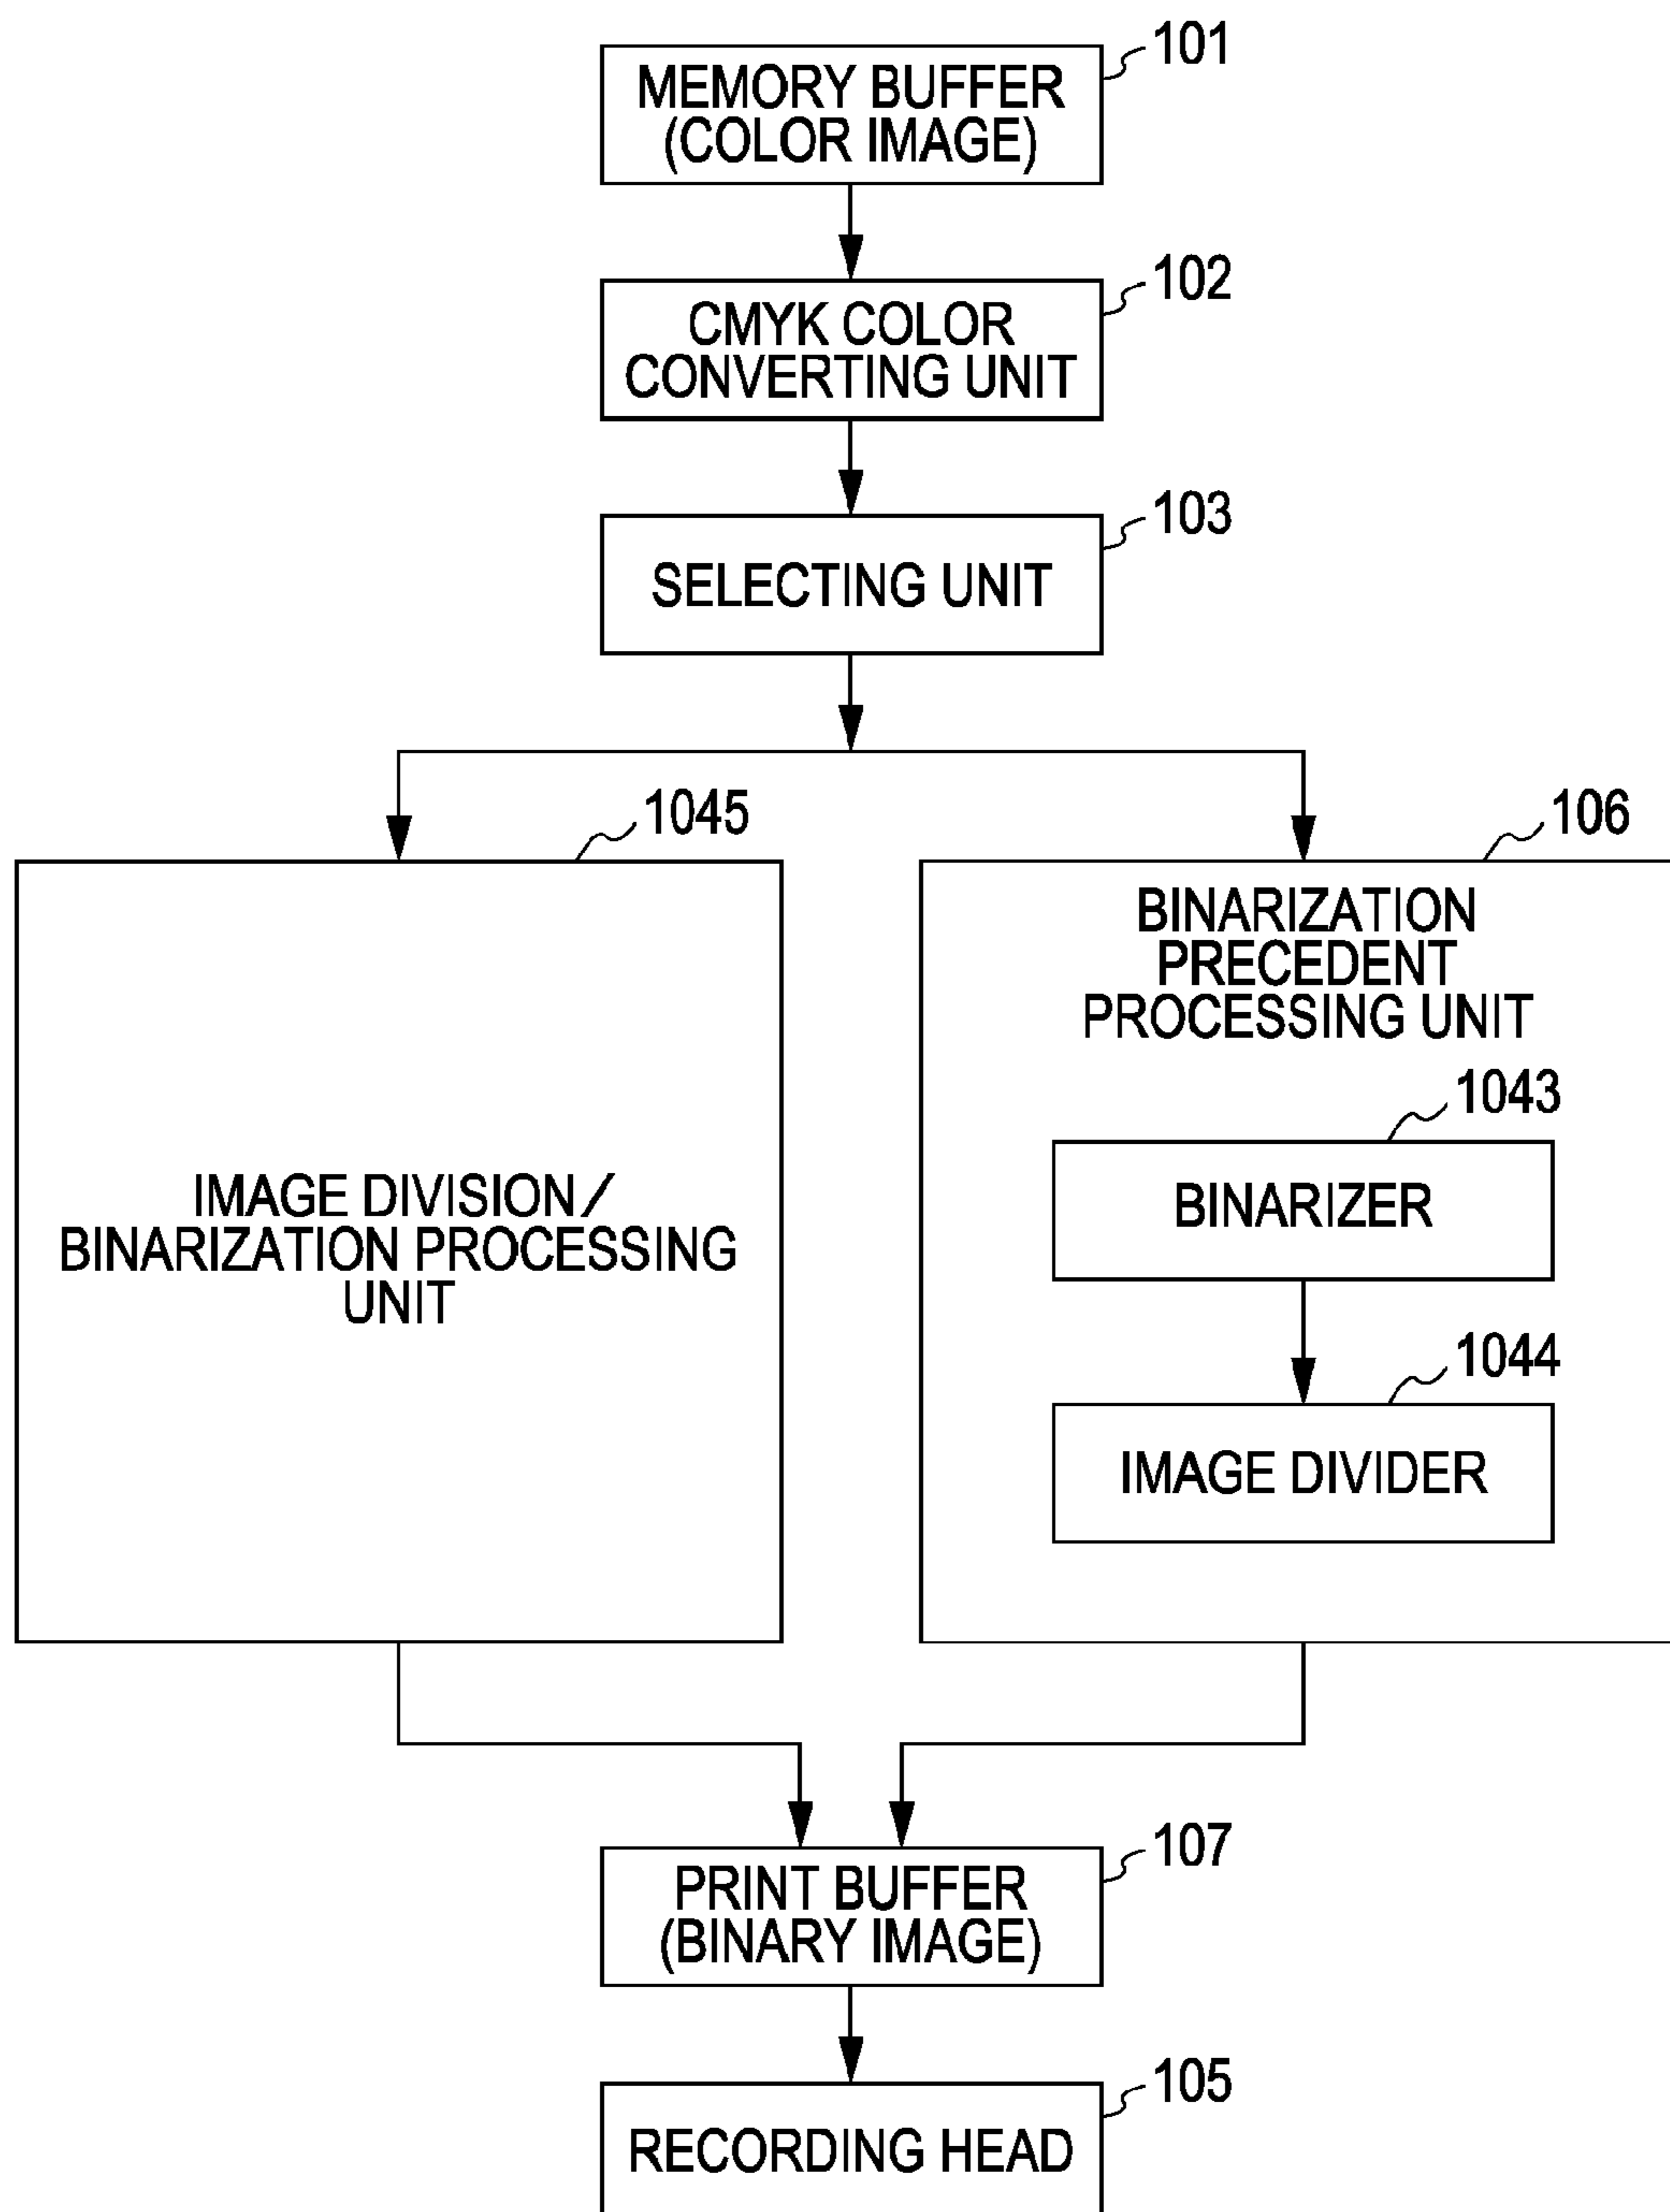 101
MEMORY BUFFER
(COLOR IMAGE)
102
CMYK COLOR
CONVERTING UNIT
103
SELECTING UNIT
1045
IMAGE DIVISION/
BINARIZATION PROCESSING
UNIT
106
BINARIZATION
PRECEDENT
PROCESSING UNIT
1043
BINARIZER
1044
IMAGE DIVIDER
107
PRINT BUFFER
(BINARY IMAGE)
105
RECORDING HEAD